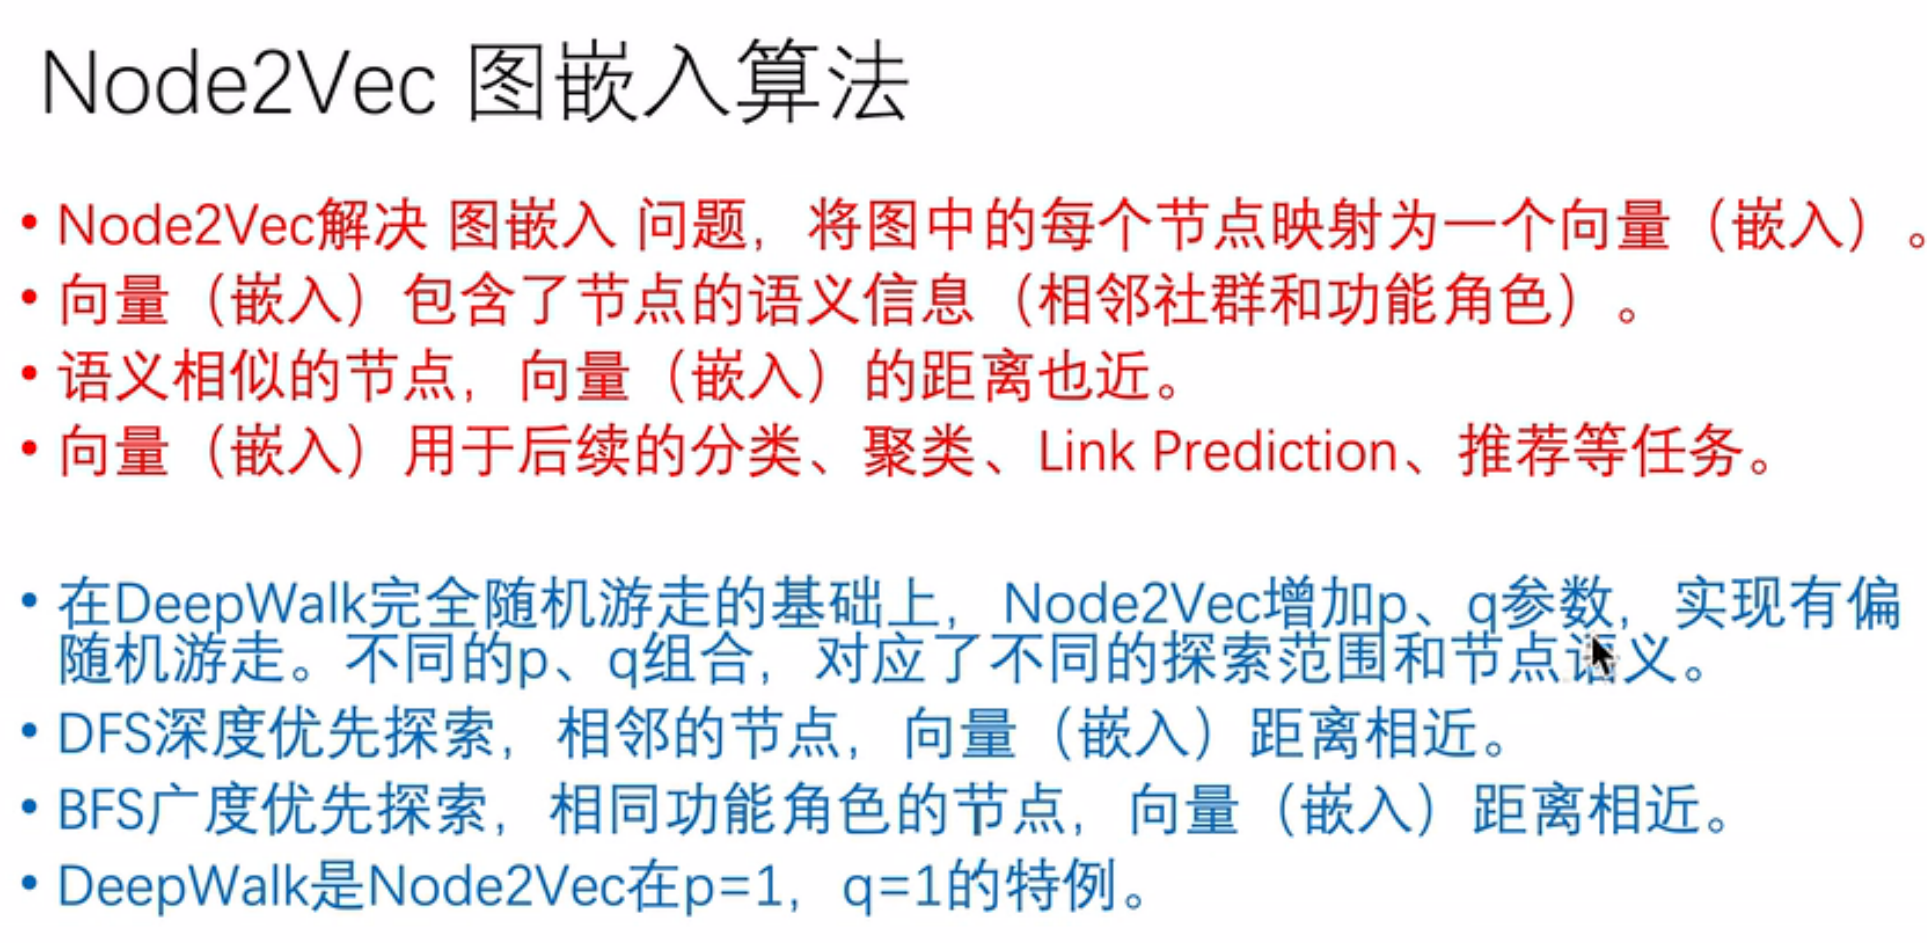 Node2Vec 图嵌入算法
• Node2Vec解决 图嵌入 问题，将图中的每个节点映射为一个向量（嵌入）。
• 向量（嵌入）包含了节点的语义信息（相邻社群和功能角色）。
• 语义相似的节点，向量（嵌入）的距离也近。
• 向量（嵌入）用于后续的分类、聚类、Link Prediction、推荐等任务。
• 在DeepWalk完全随机游走的基础上，Node2Vec增加p、q参数，实现有偏
随机游走。不同的p、q组合，对应了不同的探索范围和节点语义。
• DFS深度优先探索，相邻的节点，向量（嵌入）距离相近。
• BFS广度优先探索，相同功能角色的节点，向量（嵌入）距离相近。
• DeepWalk是Node2Vec在p=1，q=1的特例。